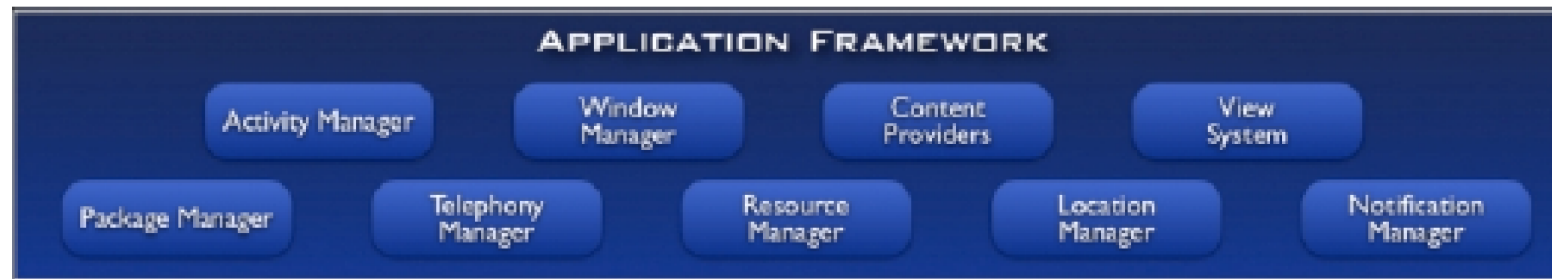 APPLICATION FRAMEWORK
Activity Manager
Window
Manager
Content
Providers
View
System
Package Manager
Telephony
Manager
Resource
Manager
Location
Manager
Notification
Manager